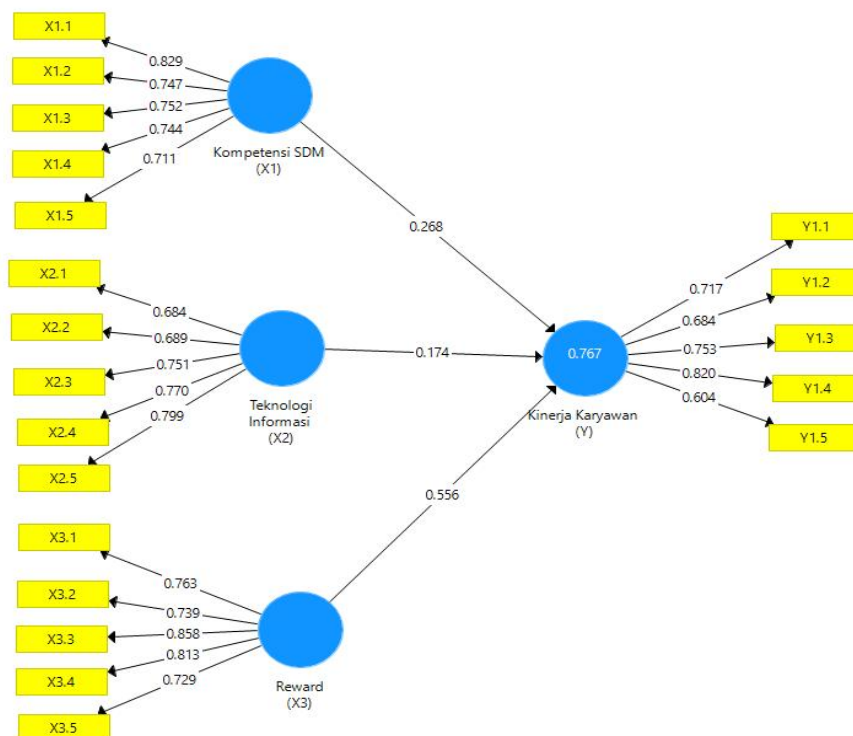 X1.1
0.829
X1.2
0.747
X1.3
0.752
X1.4
0.744
X1.5
0.711
Kompetensi SDM
(X1)
0.268
X2.1
0.684
X2.2
0.689
X2.3
0.751
X2.4
0.770
X2.5
0.799
Teknologi
Informasi
(X2)
0.174
X3.1
0.763
X3.2
0.739
X3.3
0.858
X3.4
0.813
X3.5
0.729
Reward
(X3)
0.556
0.767
Kinerja Karyawan
(Y)
Y1.1
0.717
Y1.2
0.684
Y1.3
0.753
Y1.4
0.820
Y1.5
0.604